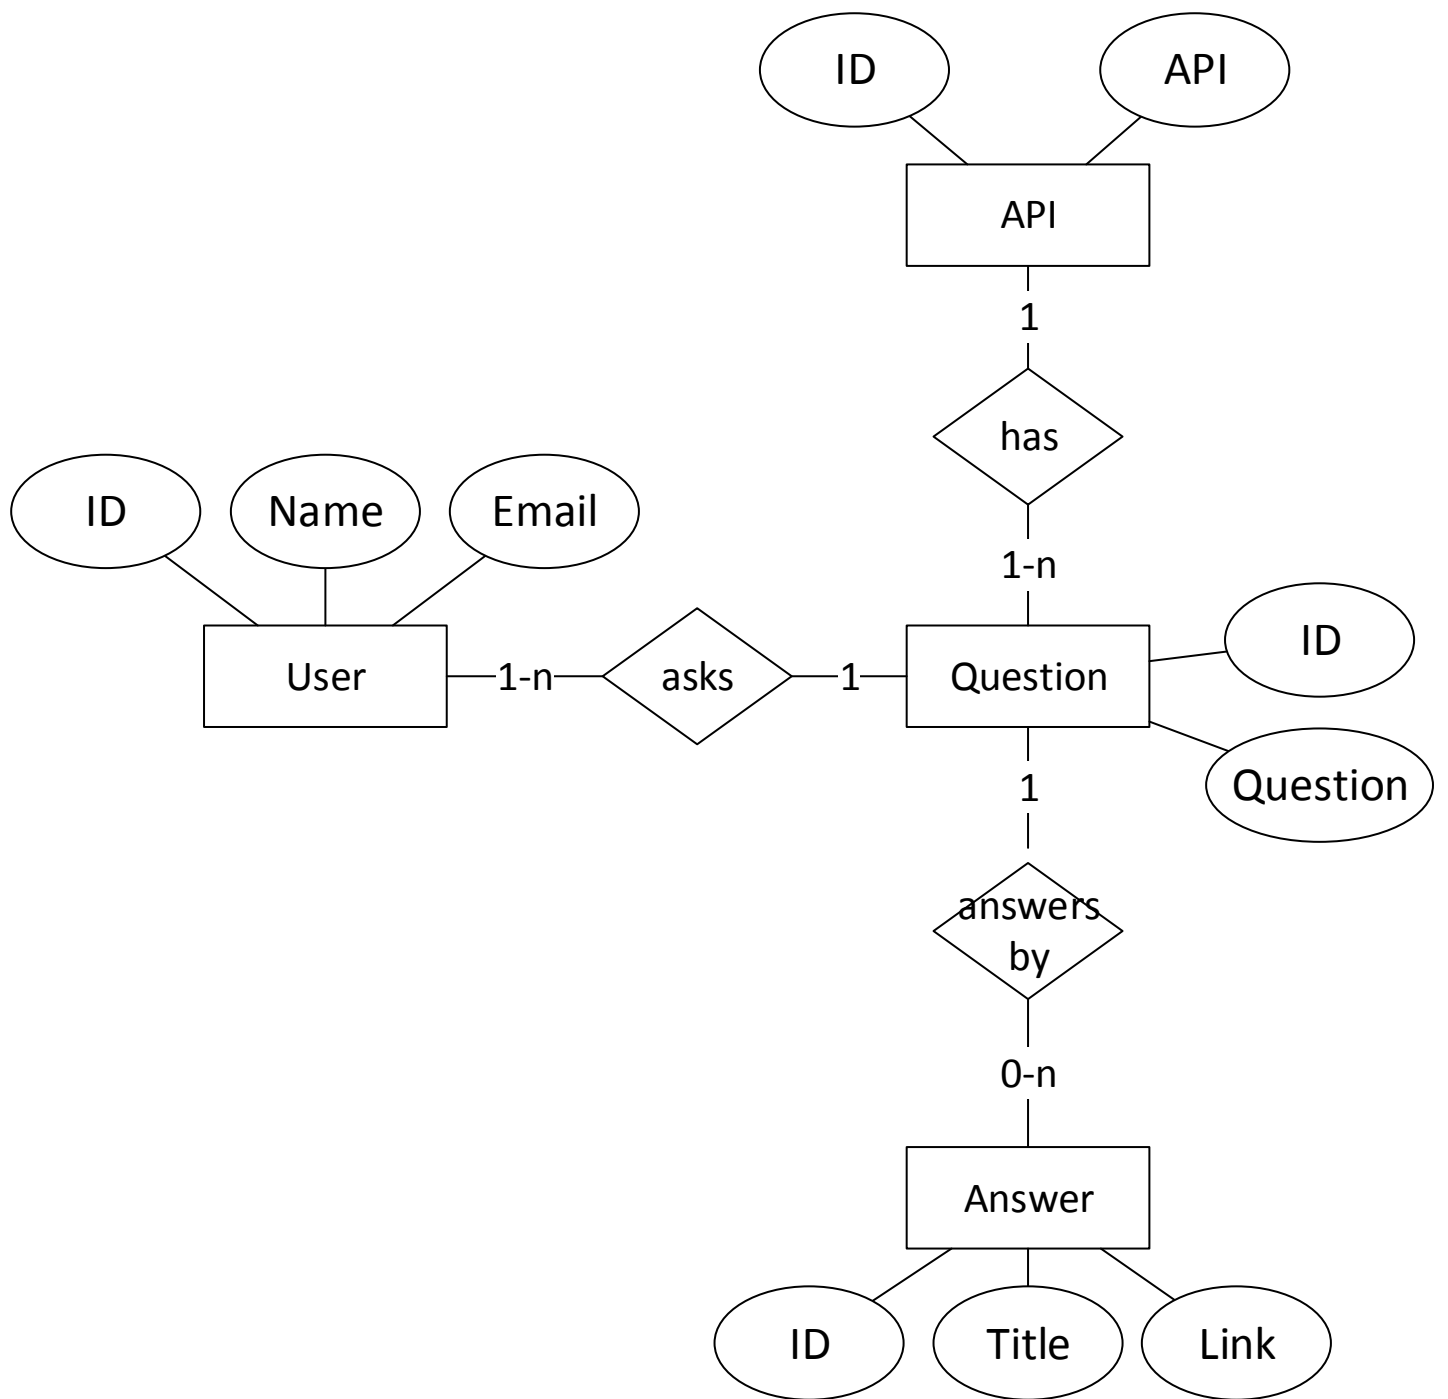 ID
API
API
1
has
1-n
ID
Name
Email
User
1-n
asks
1
Question
ID
Question
1
answers
by
0-n
Answer
ID
Title
Link